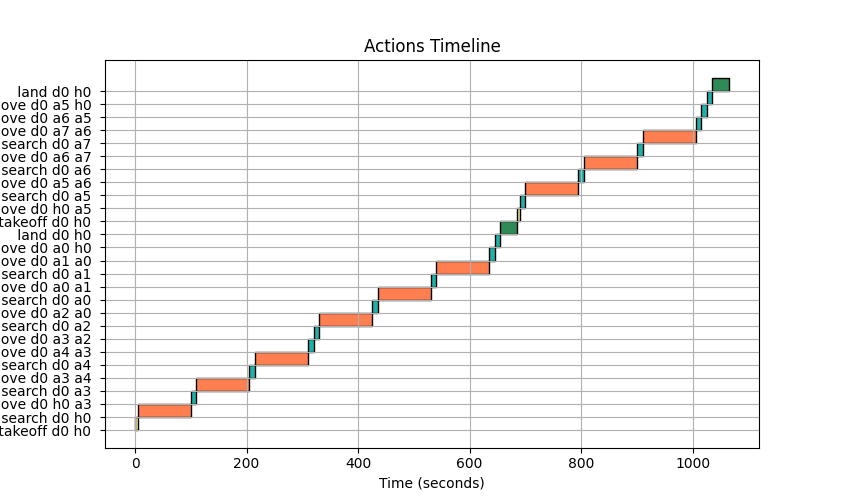 Actions Timeline
land d0 h0
ove d0 a5 h0
ove d0 a6 a5
ove d0 a7 a6
search d0 a7
ove d0 a6 a7
search d0 a6
ove d0 a5 a6
search d0 a5
ove d0 h0 a5
takeoff d0 h0
land d0 h0
ove d0 a0 h0
ove d0 a1 a0
search d0 a1
ove d0 a0 a1
search d0 a0
ove d0 a2 a0
search d0 a2
ove d0 a3 a2
ove d0 a4 a3
search d0 a4
ove d0 a3 a4
search d0 a3
ove d0 h0 a3
search d0 h0
takeoff d0 h0
0 200 400 600 800 1000
Time (seconds)